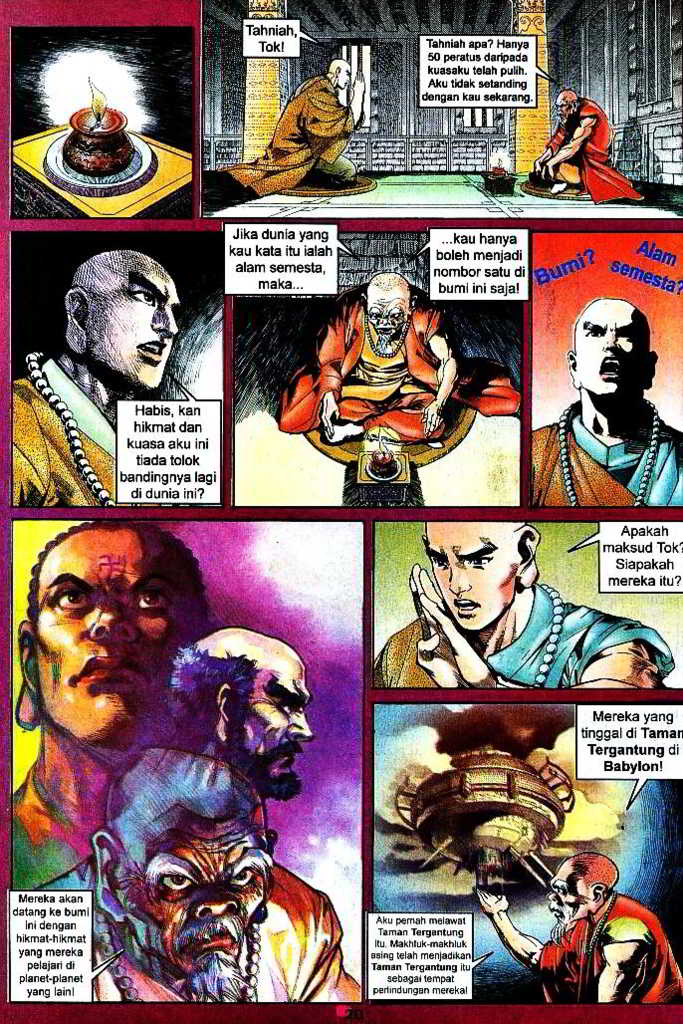 Tahniah,
Tok!
Tahniah apa? Hanya
50 peratus daripada
kuasaku telah pulih.
Aku tidak setanding
dengan kau sekarang.
Habis, kan
hikmat dan
kuasa aku ini
tiada tolok
bandingnya lagi
di dunia ini?
Jika dunia yang
kau kata itu ialah
alam semesta,
maka...
...kau hanya
boleh menjadi
nombor satu di
bumi ini saja!
Bumi?
Alam
semesta?
Mereka akan
datang ke bumi
ini dengan
hikmat-hikmat
yang mereka
pelajari di
planet-planet
yang lain!
Apakah
maksud Tok?
Siapakah
mereka itu?
Mereka yang
tinggal di Taman
Tergantung di
Babylon!
Aku pernah melawat
Taman Tergantung
itu. Makhluk-makhluk
asing telah menjadikan
Taman Tergantung itu
sebagai tempat
perlindungan mereka!
20